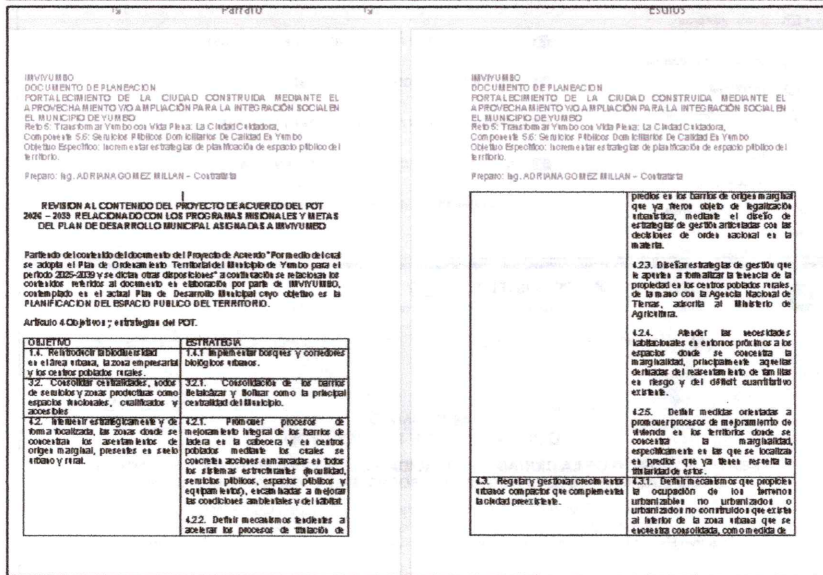 Párrafo
Estilos
IMVIYUMBO
DOCUMENTO DE PLANEACION
FORTALECIMIENTO DE LA CIUDAD CONSTRUIDA MEDIANTE EL
APROVECHAMIENTO Y/O AMPLIACIÓN PARA LA INTEGRACIÓN SOCIAL EN
EL MUNICIPIO DE YUMBO
Reto 5: Transformar Yumbo con Vida Plena: La Ciudad Cuidadora,
Componente 5.6: Servicios Públicos Domiciliarios De Calidad En Yumbo
Objetivo Específico: Incrementar estrategias de planificación de espacio público del
territorio.
Preparo: Ing. ADRIANA GOMEZ MILLAN – Contratista
REVISION AL CONTENIDO DEL PROYECTO DE ACUERDO DEL POT
2026 – 2039 RELACIONADO CON LOS PROGRAMAS MISIONALES Y METAS
DEL PLAN DE DESARROLLO MUNICIPAL ASIGNADAS A IMVIYUMBO
Partiendo del contenido del documento del Proyecto de Acuerdo "Por medio del cual
se adopta el Plan de Ordenamiento Territorial del Municipio de Yumbo para el
periodo 2025-2039 y se dictan otras disposiciones" a continuación se relacionan los
contenidos referidos al documento en elaboración por parte de IMVIYUMBO,
contemplado en el actual Plan de Desarrollo Municipal cuyo objetivo es la
PLANIFICACION DEL ESPACIO PUBLICO DEL TERRITORIO.
Artículo 4 Objetivos y estrategias del POT.
OBJETIVO ESTRATEGIA
1.4. Reintroducir la biodiversidad
en el área urbana, la zona empresarial
y los centros poblados rurales.
1.4.1 Implementar bosques y corredores
biológicos urbanos.
3.2. Consolidar centralidades, nodos
de servicios y zonas productivas como
espacios funcionales, cualificados y
accesibles
3.2.1. Consolidación de los barrios
Belalcázar y Bolívar como la principal
centralidad del Municipio.
4.2. Intervenir estratégicamente y de
forma focalizada, las zonas donde se
concentran los asentamientos de
origen marginal, presentes en suelo
urbano y rural.
4.2.1. Promover procesos de
mejoramiento integral de los barrios de
ladera en la cabecera y en centros
poblados mediante los cuales se
concreten acciones enmarcadas en todos
los sistemas estructurantes (movilidad,
servicios públicos, espacios públicos y
equipamientos), encaminadas a mejorar
las condiciones ambientales y del hábitat.
4.2.2. Definir mecanismos tendientes a
acelerar los procesos de titulación de
IMVIYUMBO
DOCUMENTO DE PLANEACION
FORTALECIMIENTO DE LA CIUDAD CONSTRUIDA MEDIANTE EL
APROVECHAMIENTO Y/O AMPLIACIÓN PARA LA INTEGRACIÓN SOCIAL EN
EL MUNICIPIO DE YUMBO
Reto 5: Transformar Yumbo con Vida Plena: La Ciudad Cuidadora,
Componente 5.6: Servicios Públicos Domiciliarios De Calidad En Yumbo
Objetivo Específico: Incrementar estrategias de planificación de espacio público del
territorio.
Preparo: Ing. ADRIANA GOMEZ MILLAN – Contratista
predios en los barrios de origen marginal
que ya fueron objeto de legalización
urbanística, mediante el diseño de
estrategias de gestión articuladas con las
decisiones de orden nacional en la
materia.
4.2.3. Diseñar estrategias de gestión que
le apunten a formalizar la tenencia de la
propiedad en los centros poblados rurales,
de la mano con la Agencia Nacional de
Tierras, adscrita al Ministerio de
Agricultura.
4.2.4. Atender las necesidades
habitacionales en entornos próximos a los
espacios donde se concentra la
marginalidad, principalmente aquellas
derivadas del reasentamiento de familias
en riesgo y del déficit cuantitativo
existente.
4.2.5. Definir medidas orientadas a
promover procesos de mejoramiento de
vivienda en los territorios donde se
concentra la marginalidad,
específicamente en las que se localizan
en predios que ya tienen resuelta la
titularidad de estos.
4.3. Regular y gestionar crecimientos
urbanos compactos que complementen
la ciudad preexistente.
4.3.1. Definir mecanismos que propicien
la ocupación de los terrenos
urbanizables no urbanizados o
urbanizados no construidos que existen
al interior de la zona urbana que se
encuentra consolidada, como medida de